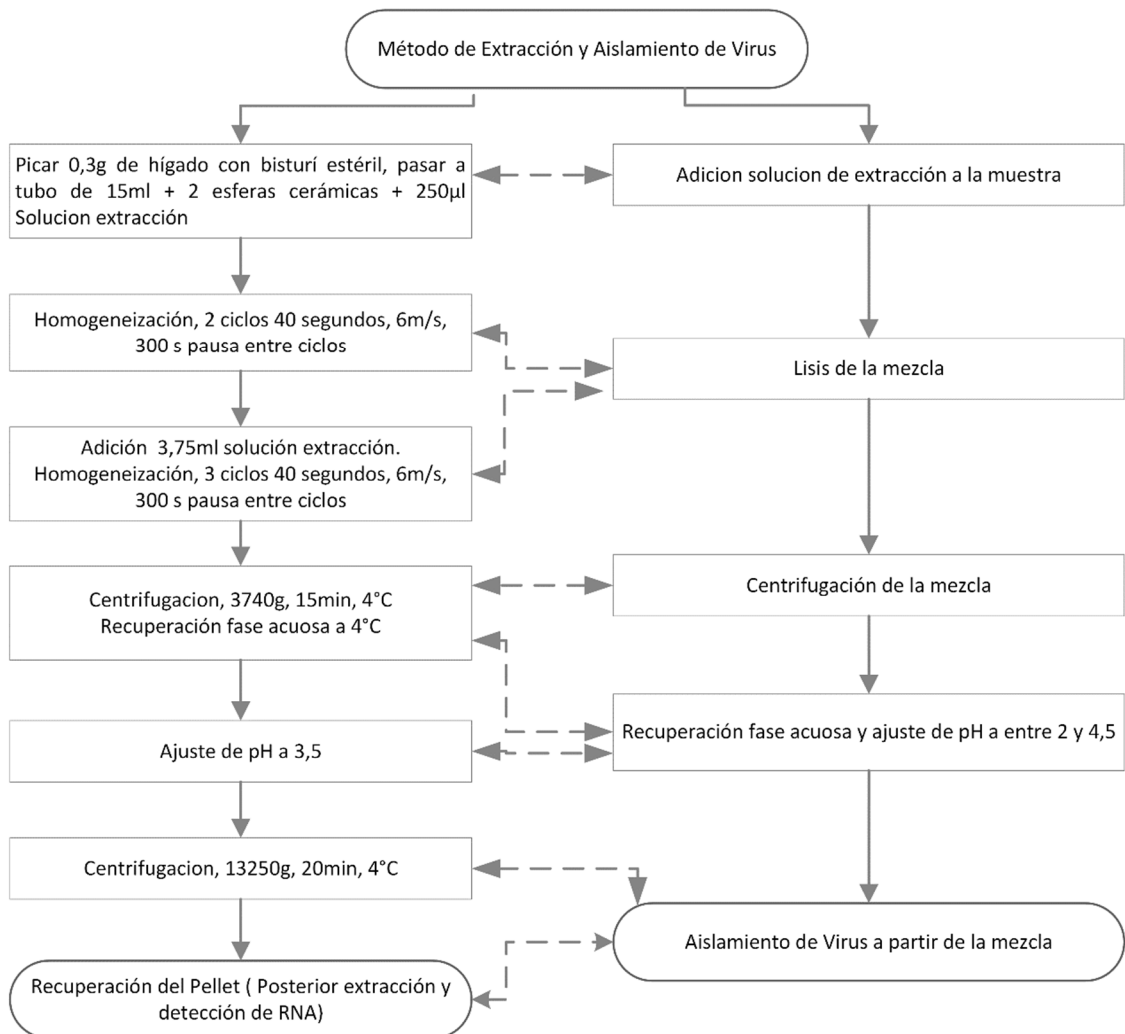 Método de Extracción y Aislamiento de Virus
Picar 0,3g de hígado con bisturí estéril, pasar a
tubo de 15ml + 2 esferas cerámicas + 250µl
Solucion extracción
Adicion solucion de extracción a la muestra
Homogeneización, 2 ciclos 40 segundos, 6m/s,
300 s pausa entre ciclos
Lisis de la mezcla
Adición 3,75ml solución extracción.
Homogeneización, 3 ciclos 40 segundos, 6m/s,
300 s pausa entre ciclos
Centrifugacion, 3740g, 15min, 4°C
Recuperación fase acuosa a 4°C
Centrifugación de la mezcla
Ajuste de pH a 3,5
Recuperación fase acuosa y ajuste de pH a entre 2 y 4,5
Centrifugacion, 13250g, 20min, 4°C
Aislamiento de Virus a partir de la mezcla
Recuperación del Pellet ( Posterior extracción y
detección de RNA)